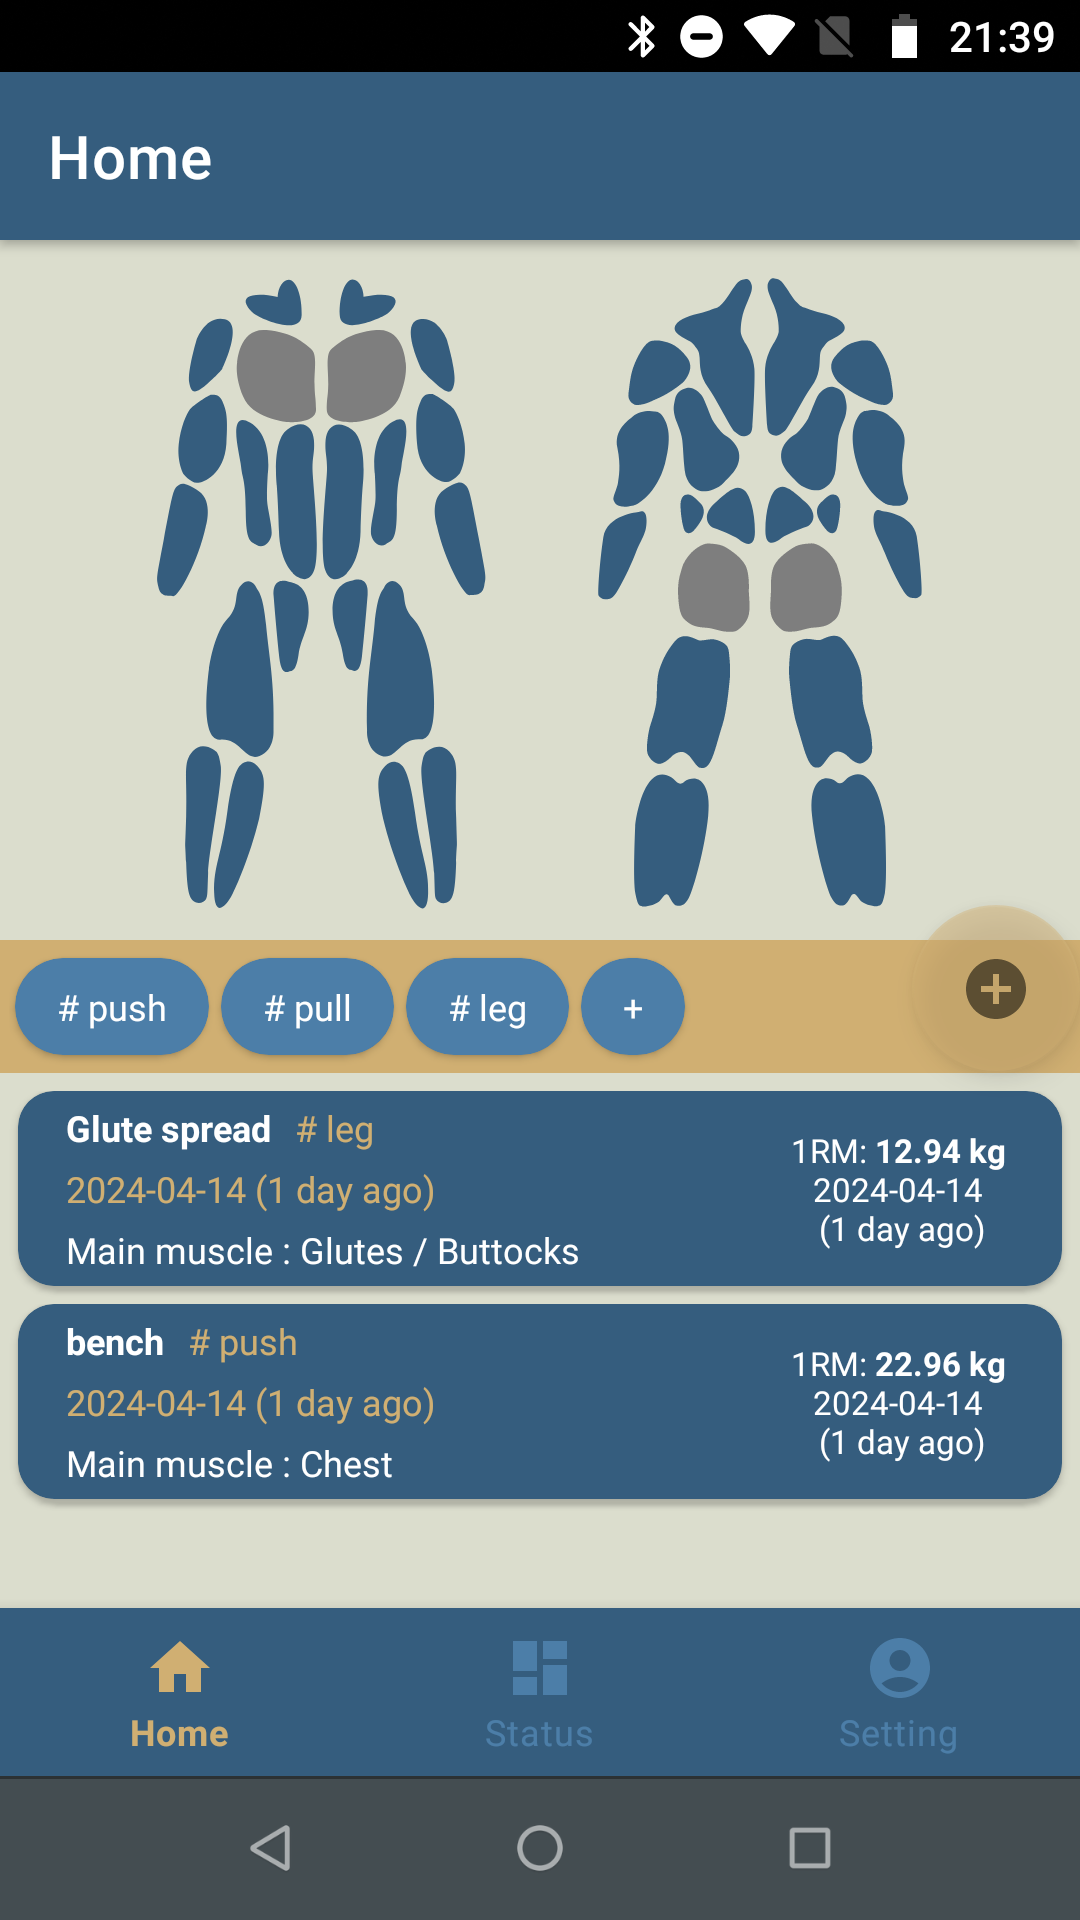 21:39
Home
# push # pull # leg +
Glute spread # leg
2024-04-14 (1 day ago)
Main muscle : Glutes / Buttocks
1RM: 12.94 kg
2024-04-14
(1 day ago)
bench # push
2024-04-14 (1 day ago)
Main muscle : Chest
1RM: 22.96 kg
2024-04-14
(1 day ago)
Home Status Setting